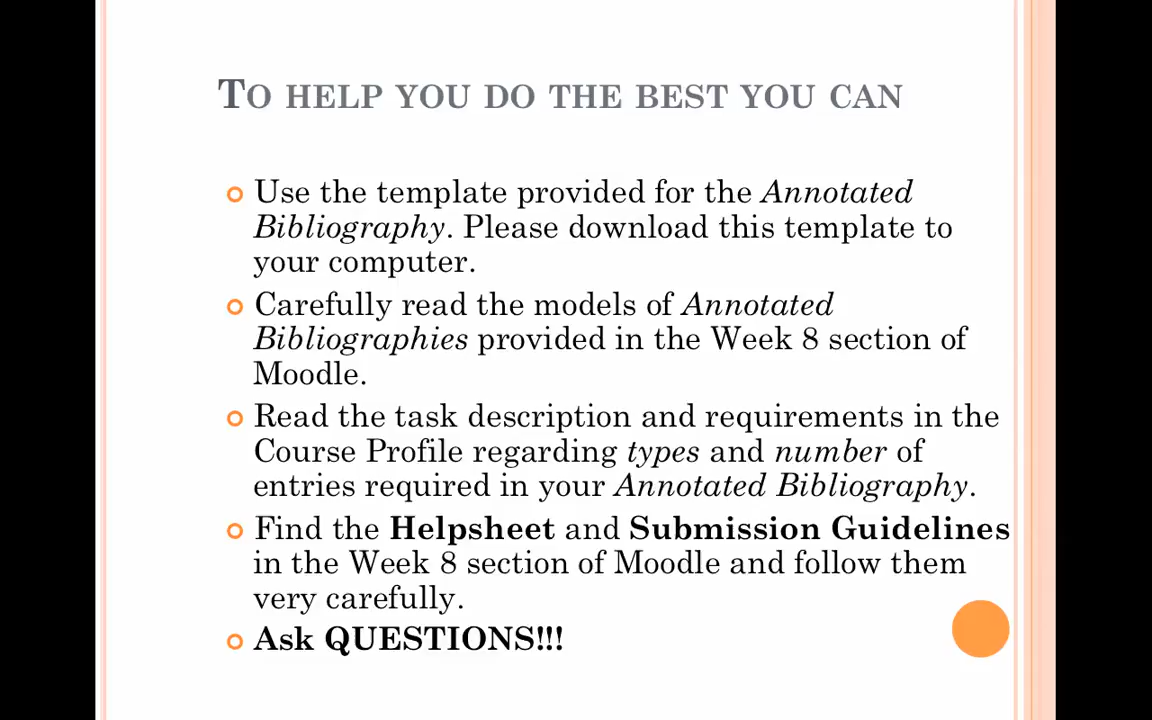 TO HELP YOU DO THE BEST YOU CAN
Use the template provided for the Annotated
Bibliography. Please download this template to
your computer.
Carefully read the models of Annotated
Bibliographies provided in the Week 8 section of
Moodle.
Read the task description and requirements in the
Course Profile regarding types and number of
entries required in your Annotated Bibliography.
Find the Helpsheet and Submission Guidelines
in the Week 8 section of Moodle and follow them
very carefully.
Ask QUESTIONS!!!